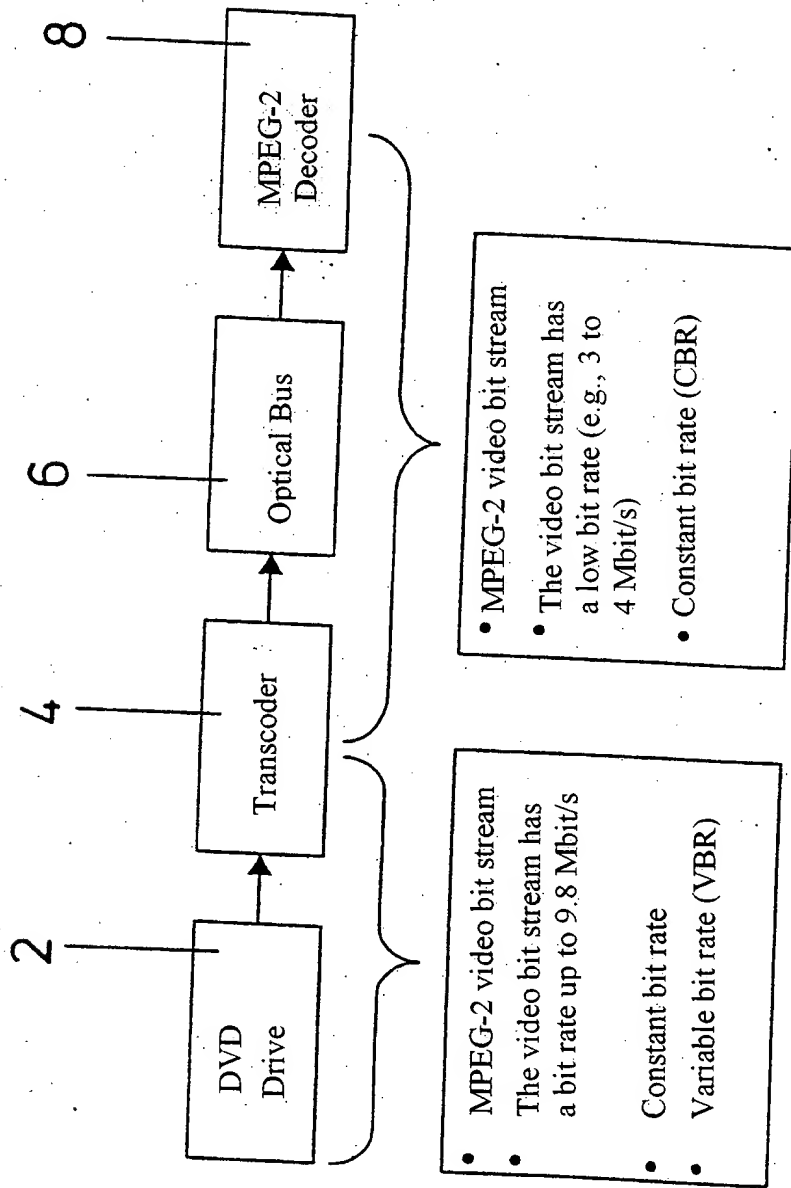 2
4
6
8
DVD
Drive
Transcoder
Optical Bus
MPEG-2
Decoder
• MPEG-2 video bit stream
• The video bit stream has
a bit rate up to 9.8 Mbit/s
• Constant bit rate
• Variable bit rate (VBR)
• MPEG-2 video bit stream
• The video bit stream has
a low bit rate (e.g., 3 to
4 Mbit/s)
• Constant bit rate (CBR)